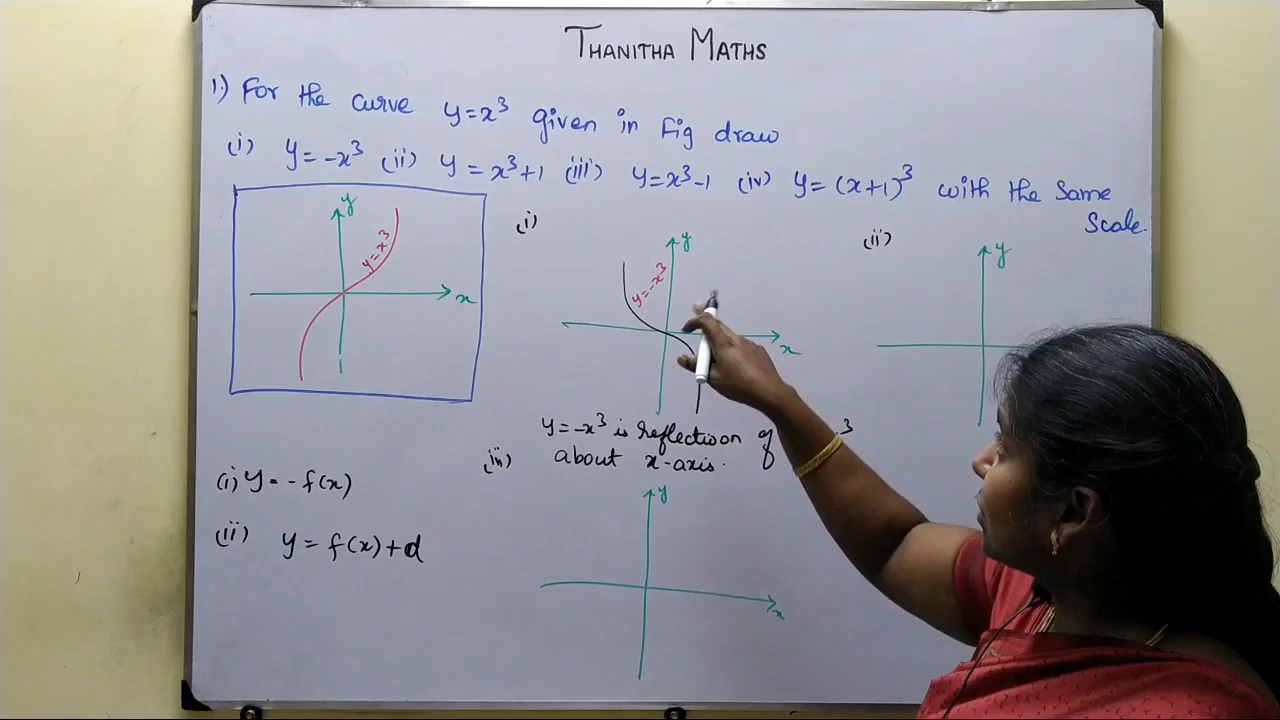 THANITHA MATHS
1.) For the curve y=x³ given in Fig draw
(i) y=-x³ (ii) y=x³+1 (iii) y=x³-1 (iv) y=(x+1)³ with the Same
Scale.
y
y=x³
x
(i)
y
y=-x³
x
(ii)
y
y=-x³ is reflection of 3
about x-axis.
(i) y=-f(x)
(ii) y=f(x)+d
(iii)
y
x